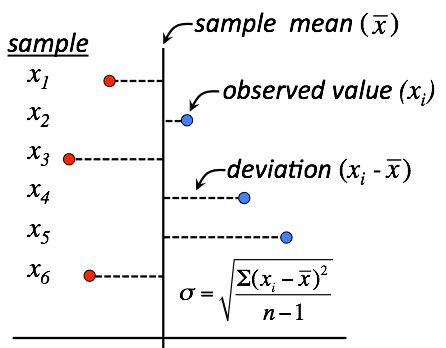 sample mean (x̅)
sample
x1
observed value (xi)
x2
x3
deviation (xi - x̅)
x4
x5
x6
σ = √(Σ(xi − x̅)² / (n − 1))